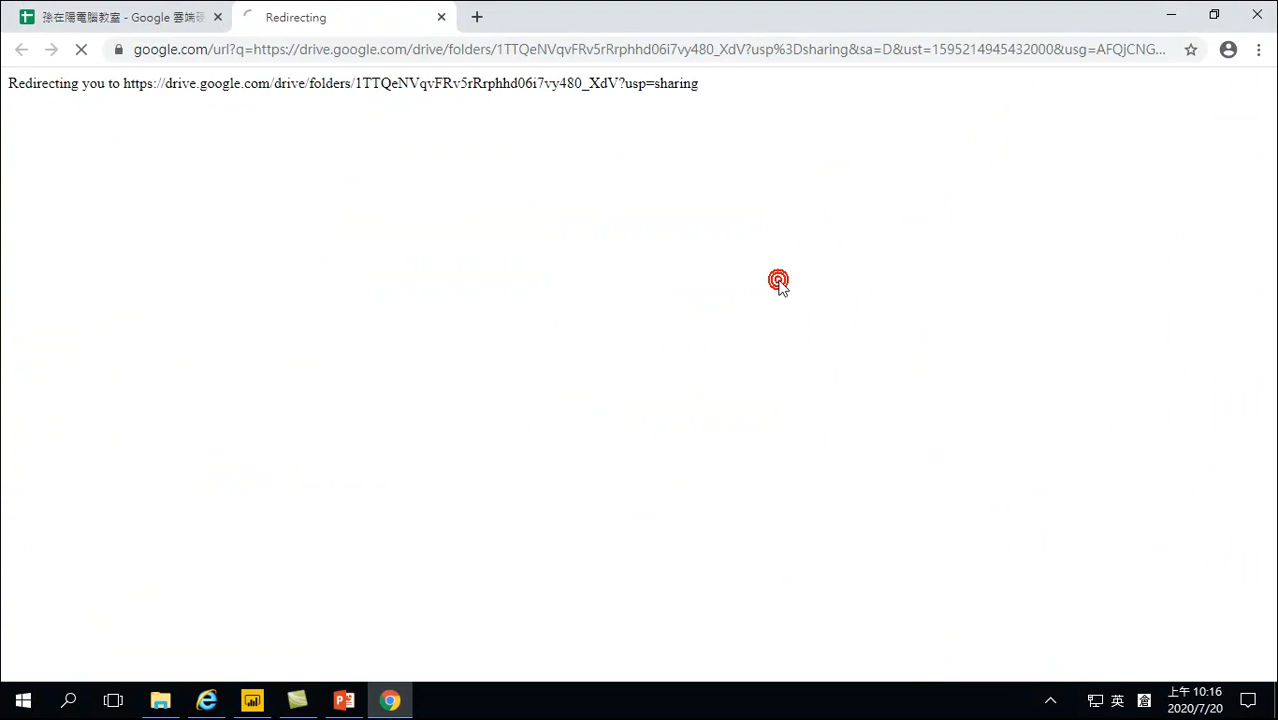 孫在陽電腦教室 - Google 雲端硬
Redirecting
google.com/url?q=https://drive.google.com/drive/folders/1TTQeNVqvFRv5rRrphhd06i7vy480_XdV?usp%3Dsharing&sa=D&ust=1595214945432000&usg=AFQjCNG...
Redirecting you to https://drive.google.com/drive/folders/1TTQeNVqvFRv5rRrphhd06i7vy480_XdV?usp=sharing
英
上午 10:16
2020/7/20